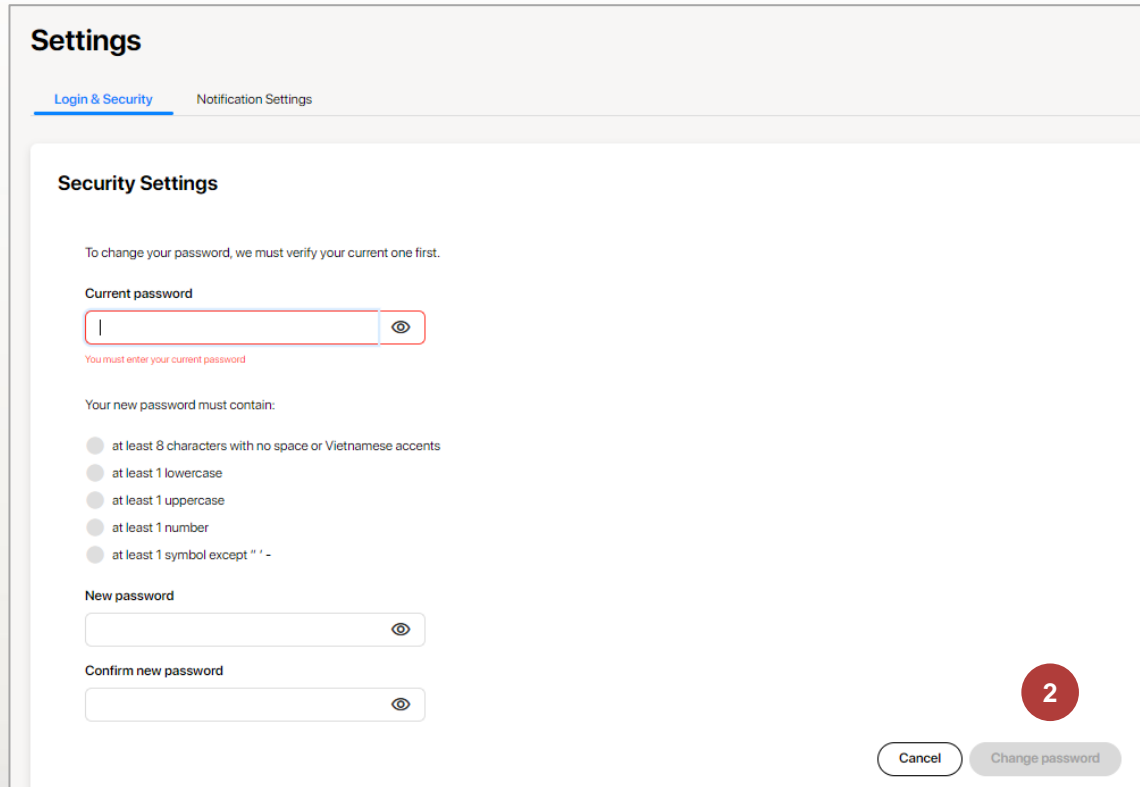 Settings
Login & Security Notification Settings
Security Settings
To change your password, we must verify your current one first.
Current password
You must enter your current password
Your new password must contain:
at least 8 characters with no space or Vietnamese accents
at least 1 lowercase
at least 1 uppercase
at least 1 number
at least 1 symbol except " ' -
New password
Confirm new password
2
Cancel Change password